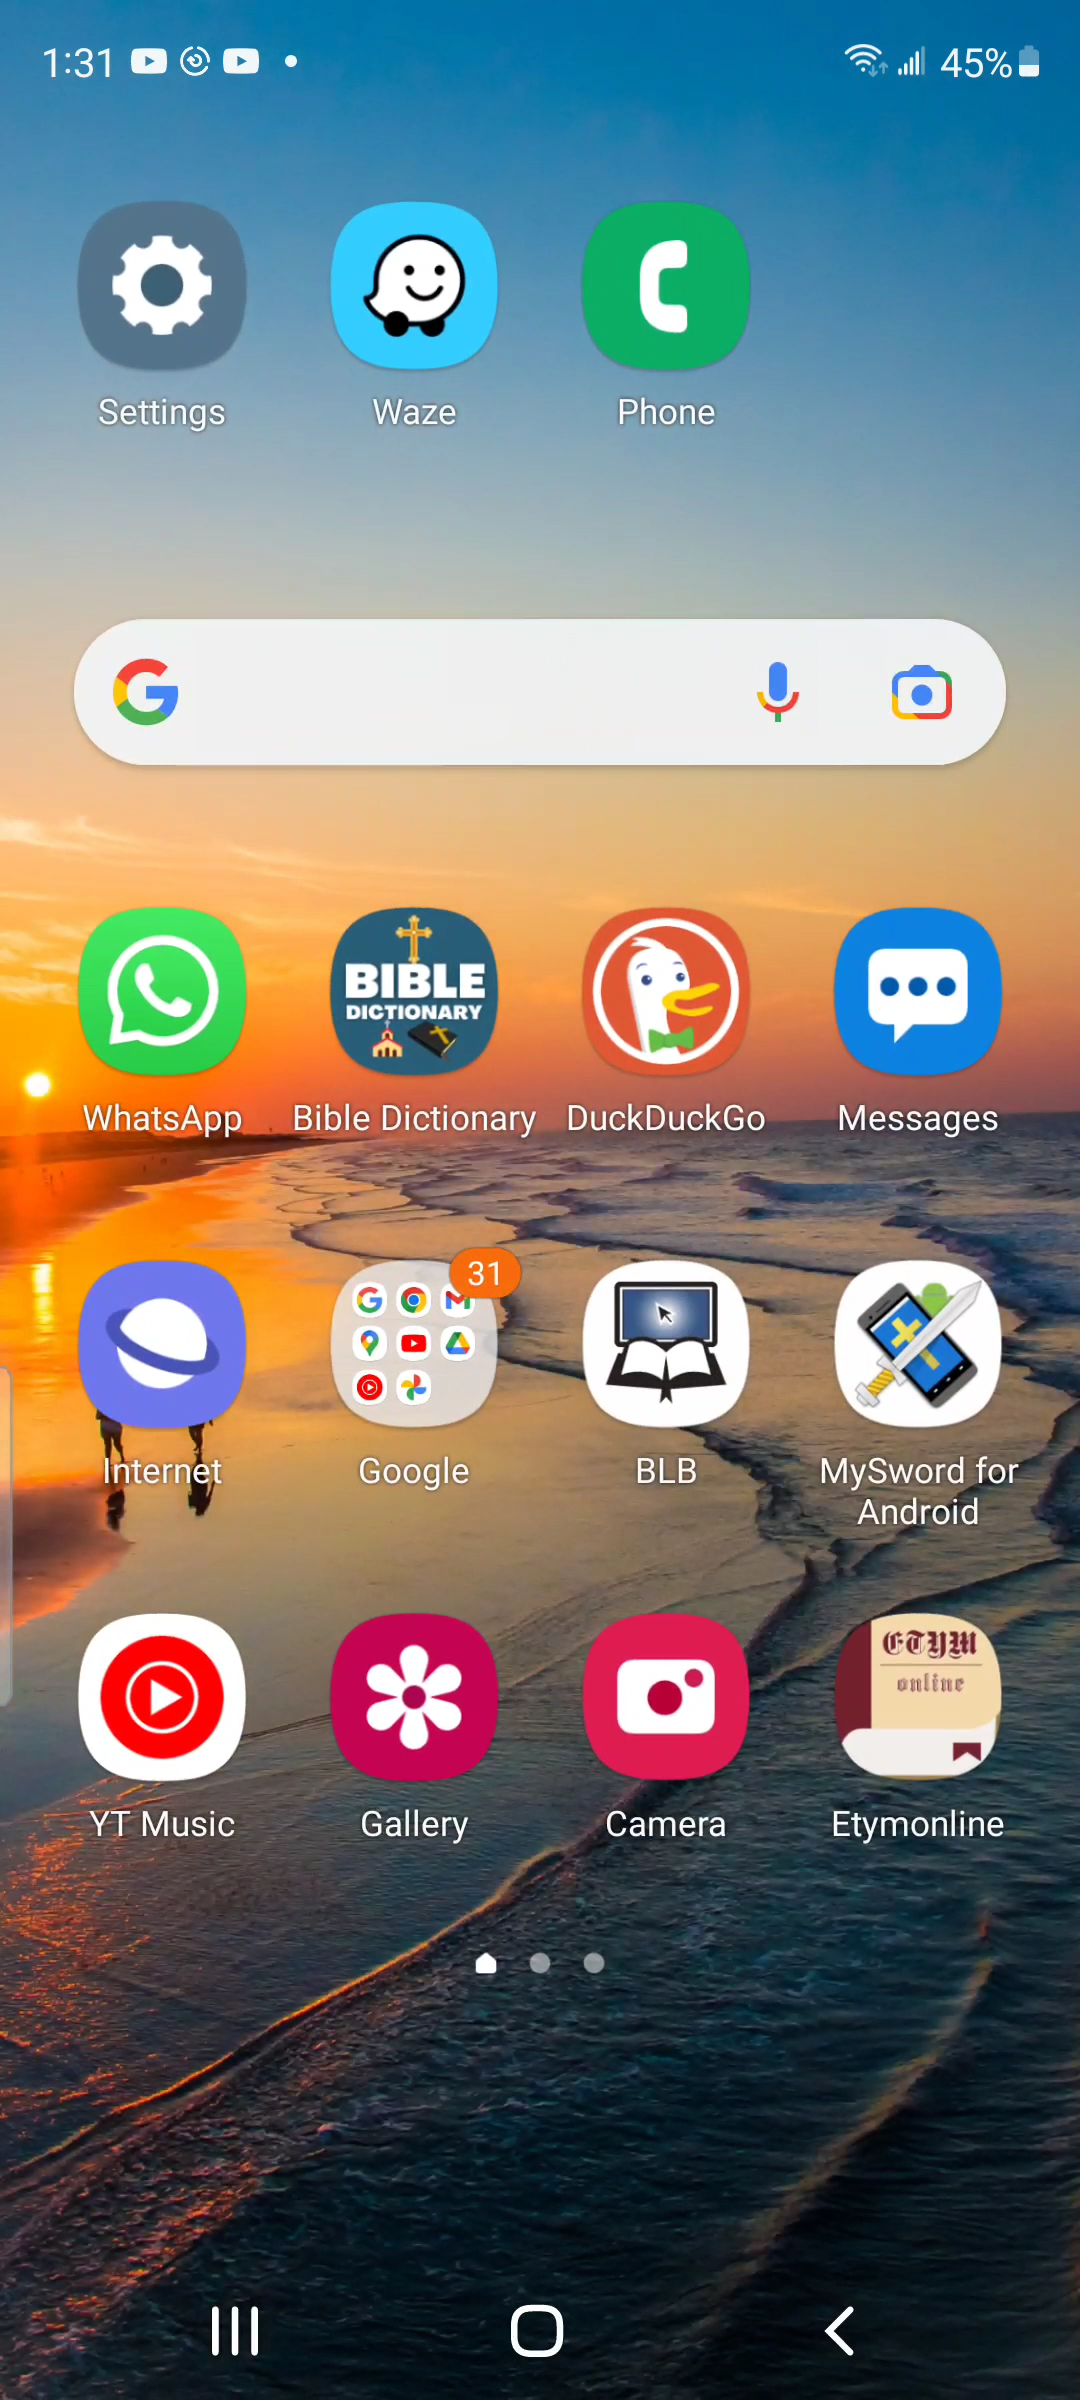 1:31
45%
Settings
Waze
Phone
BIBLE
DICTIONARY
WhatsApp
Bible Dictionary
DuckDuckGo
Messages
31
Internet
Google
BLB
MySword for
Android
ETYM
online
YT Music
Gallery
Camera
Etymonline